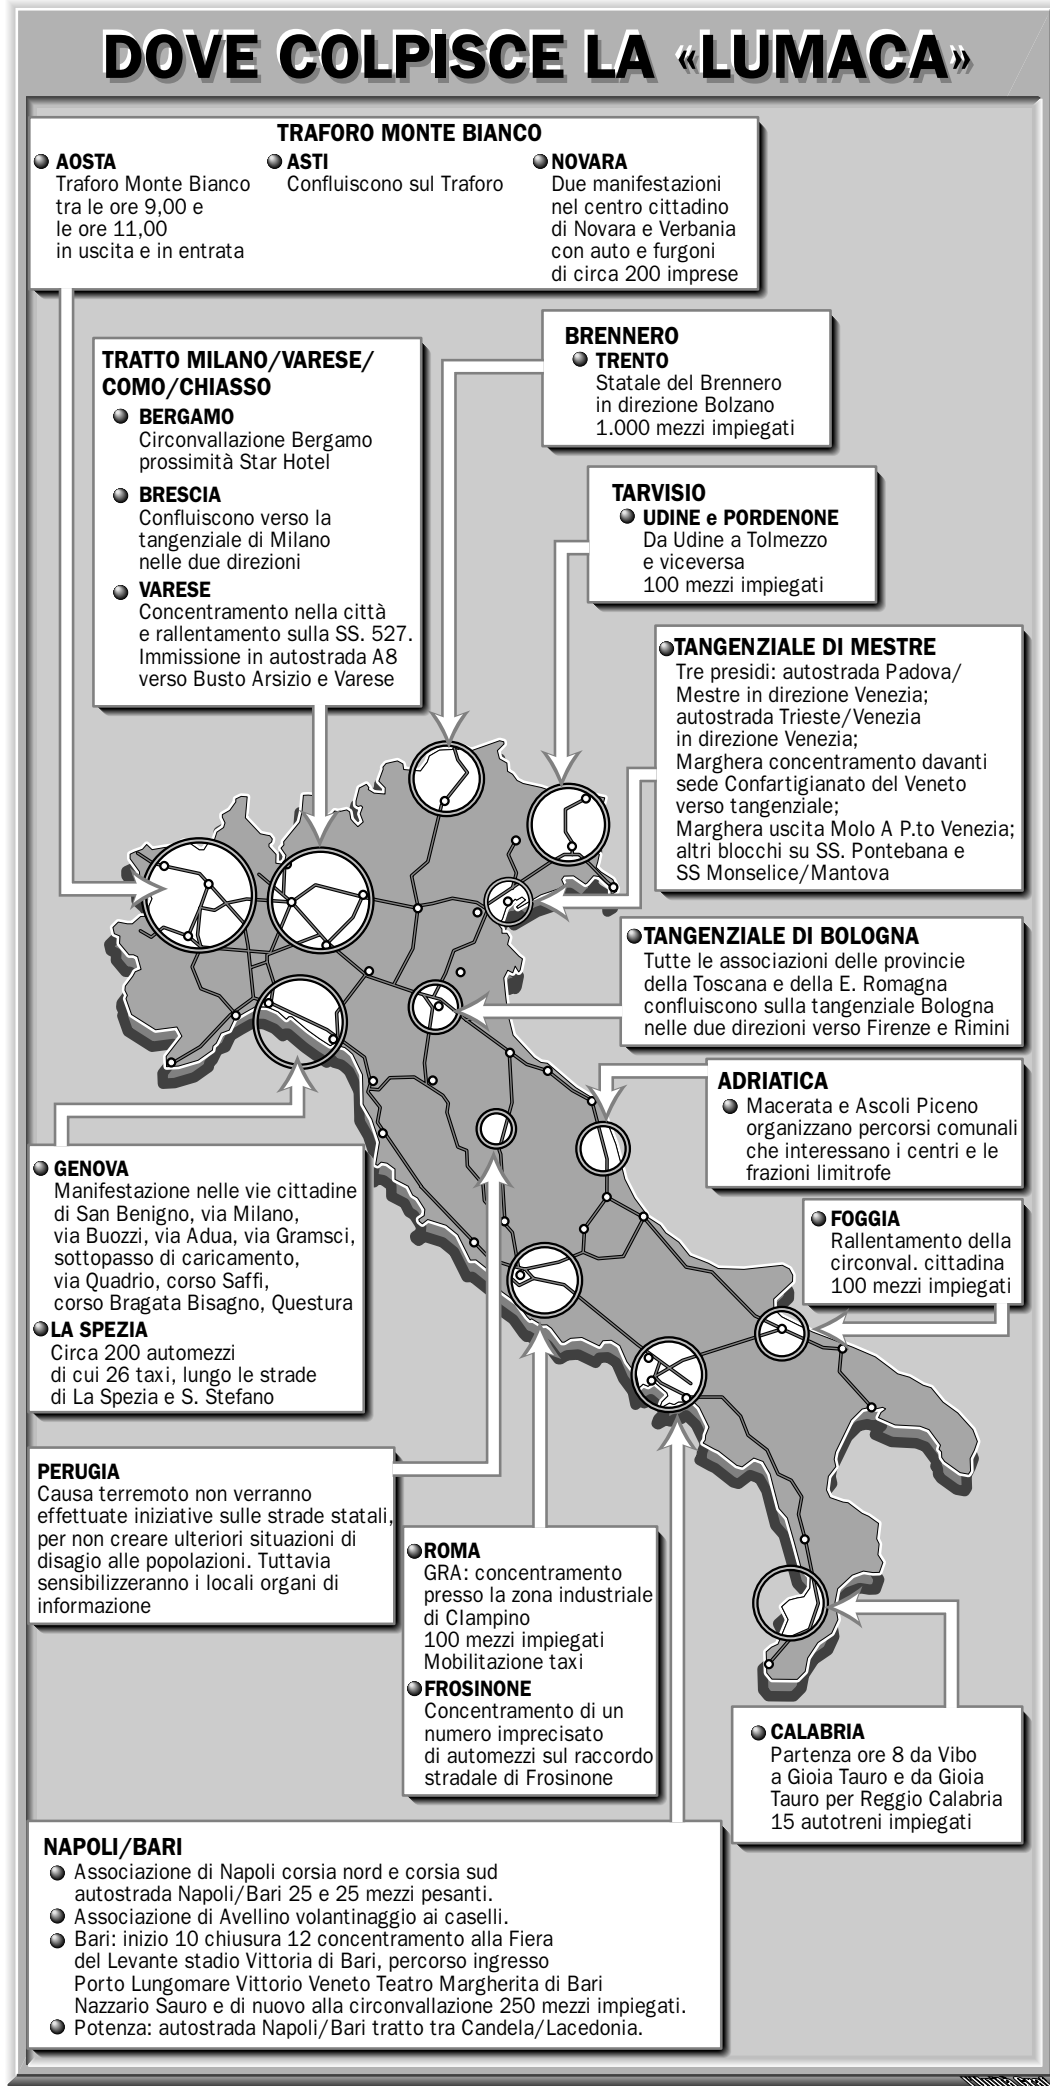 DOVE COLPISCE LA «LUMACA»
TRAFORO MONTE BIANCO
AOSTA
Traforo Monte Bianco
tra le ore 9,00 e
le ore 11,00
in uscita e in entrata
ASTI
Confluiscono sul Traforo
NOVARA
Due manifestazioni
nel centro cittadino
di Novara e Verbania
con auto e furgoni
di circa 200 imprese
BRENNERO
TRENTO
Statale del Brennero
in direzione Bolzano
1.000 mezzi impiegati
TRATTO MILANO/VARESE/
COMO/CHIASSO
BERGAMO
Circonvallazione Bergamo
prossimità Star Hotel
BRESCIA
Confluiscono verso la
tangenziale di Milano
nelle due direzioni
VARESE
Concentramento nella città
e rallentamento sulla SS. 527.
Immissione in autostrada A8
verso Busto Arsizio e Varese
TARVISIO
UDINE e PORDENONE
Da Udine a Tolmezzo
e viceversa
100 mezzi impiegati
TANGENZIALE DI MESTRE
Tre presidi: autostrada Padova/
Mestre in direzione Venezia;
autostrada Trieste/Venezia
in direzione Venezia;
Marghera concentramento davanti
sede Confartigianato del Veneto
verso tangenziale;
Marghera uscita Molo A P.to Venezia;
altri blocchi su SS. Pontebana e
SS Monselice/Mantova
TANGENZIALE DI BOLOGNA
Tutte le associazioni delle provincie
della Toscana e della E. Romagna
confluiscono sulla tangenziale Bologna
nelle due direzioni verso Firenze e Rimini
ADRIATICA
Macerata e Ascoli Piceno
organizzano percorsi comunali
che interessano i centri e le
frazioni limitrofe
GENOVA
Manifestazione nelle vie cittadine
di San Benigno, via Milano,
via Buozzi, via Adua, via Gramsci,
sottopasso di caricamento,
via Quadrio, corso Saffi,
corso Bragata Bisagno, Questura
LA SPEZIA
Circa 200 automezzi
di cui 26 taxi, lungo le strade
di La Spezia e S. Stefano
FOGGIA
Rallentamento della
circonval. cittadina
100 mezzi impiegati
PERUGIA
Causa terremoto non verranno
effettuate iniziative sulle strade statali,
per non creare ulteriori situazioni di
disagio alle popolazioni. Tuttavia
sensibilizzeranno i locali organi di
informazione
ROMA
GRA: concentramento
presso la zona industriale
di CIampino
100 mezzi impiegati
Mobilitazione taxi
FROSINONE
Concentramento di un
numero imprecisato
di automezzi sul raccordo
stradale di Frosinone
CALABRIA
Partenza ore 8 da Vibo
a Gioia Tauro e da Gioia
Tauro per Reggio Calabria
15 autotreni impiegati
NAPOLI/BARI
Associazione di Napoli corsia nord e corsia sud
autostrada Napoli/Bari 25 e 25 mezzi pesanti.
Associazione di Avellino volantinaggio ai caselli.
Bari: inizio 10 chiusura 12 concentramento alla Fiera
del Levante stadio Vittoria di Bari, percorso ingresso
Porto Lungomare Vittorio Veneto Teatro Margherita di Bari
Nazzario Sauro e di nuovo alla circonvallazione 250 mezzi impiegati.
Potenza: autostrada Napoli/Bari tratto tra Candela/Lacedonia.